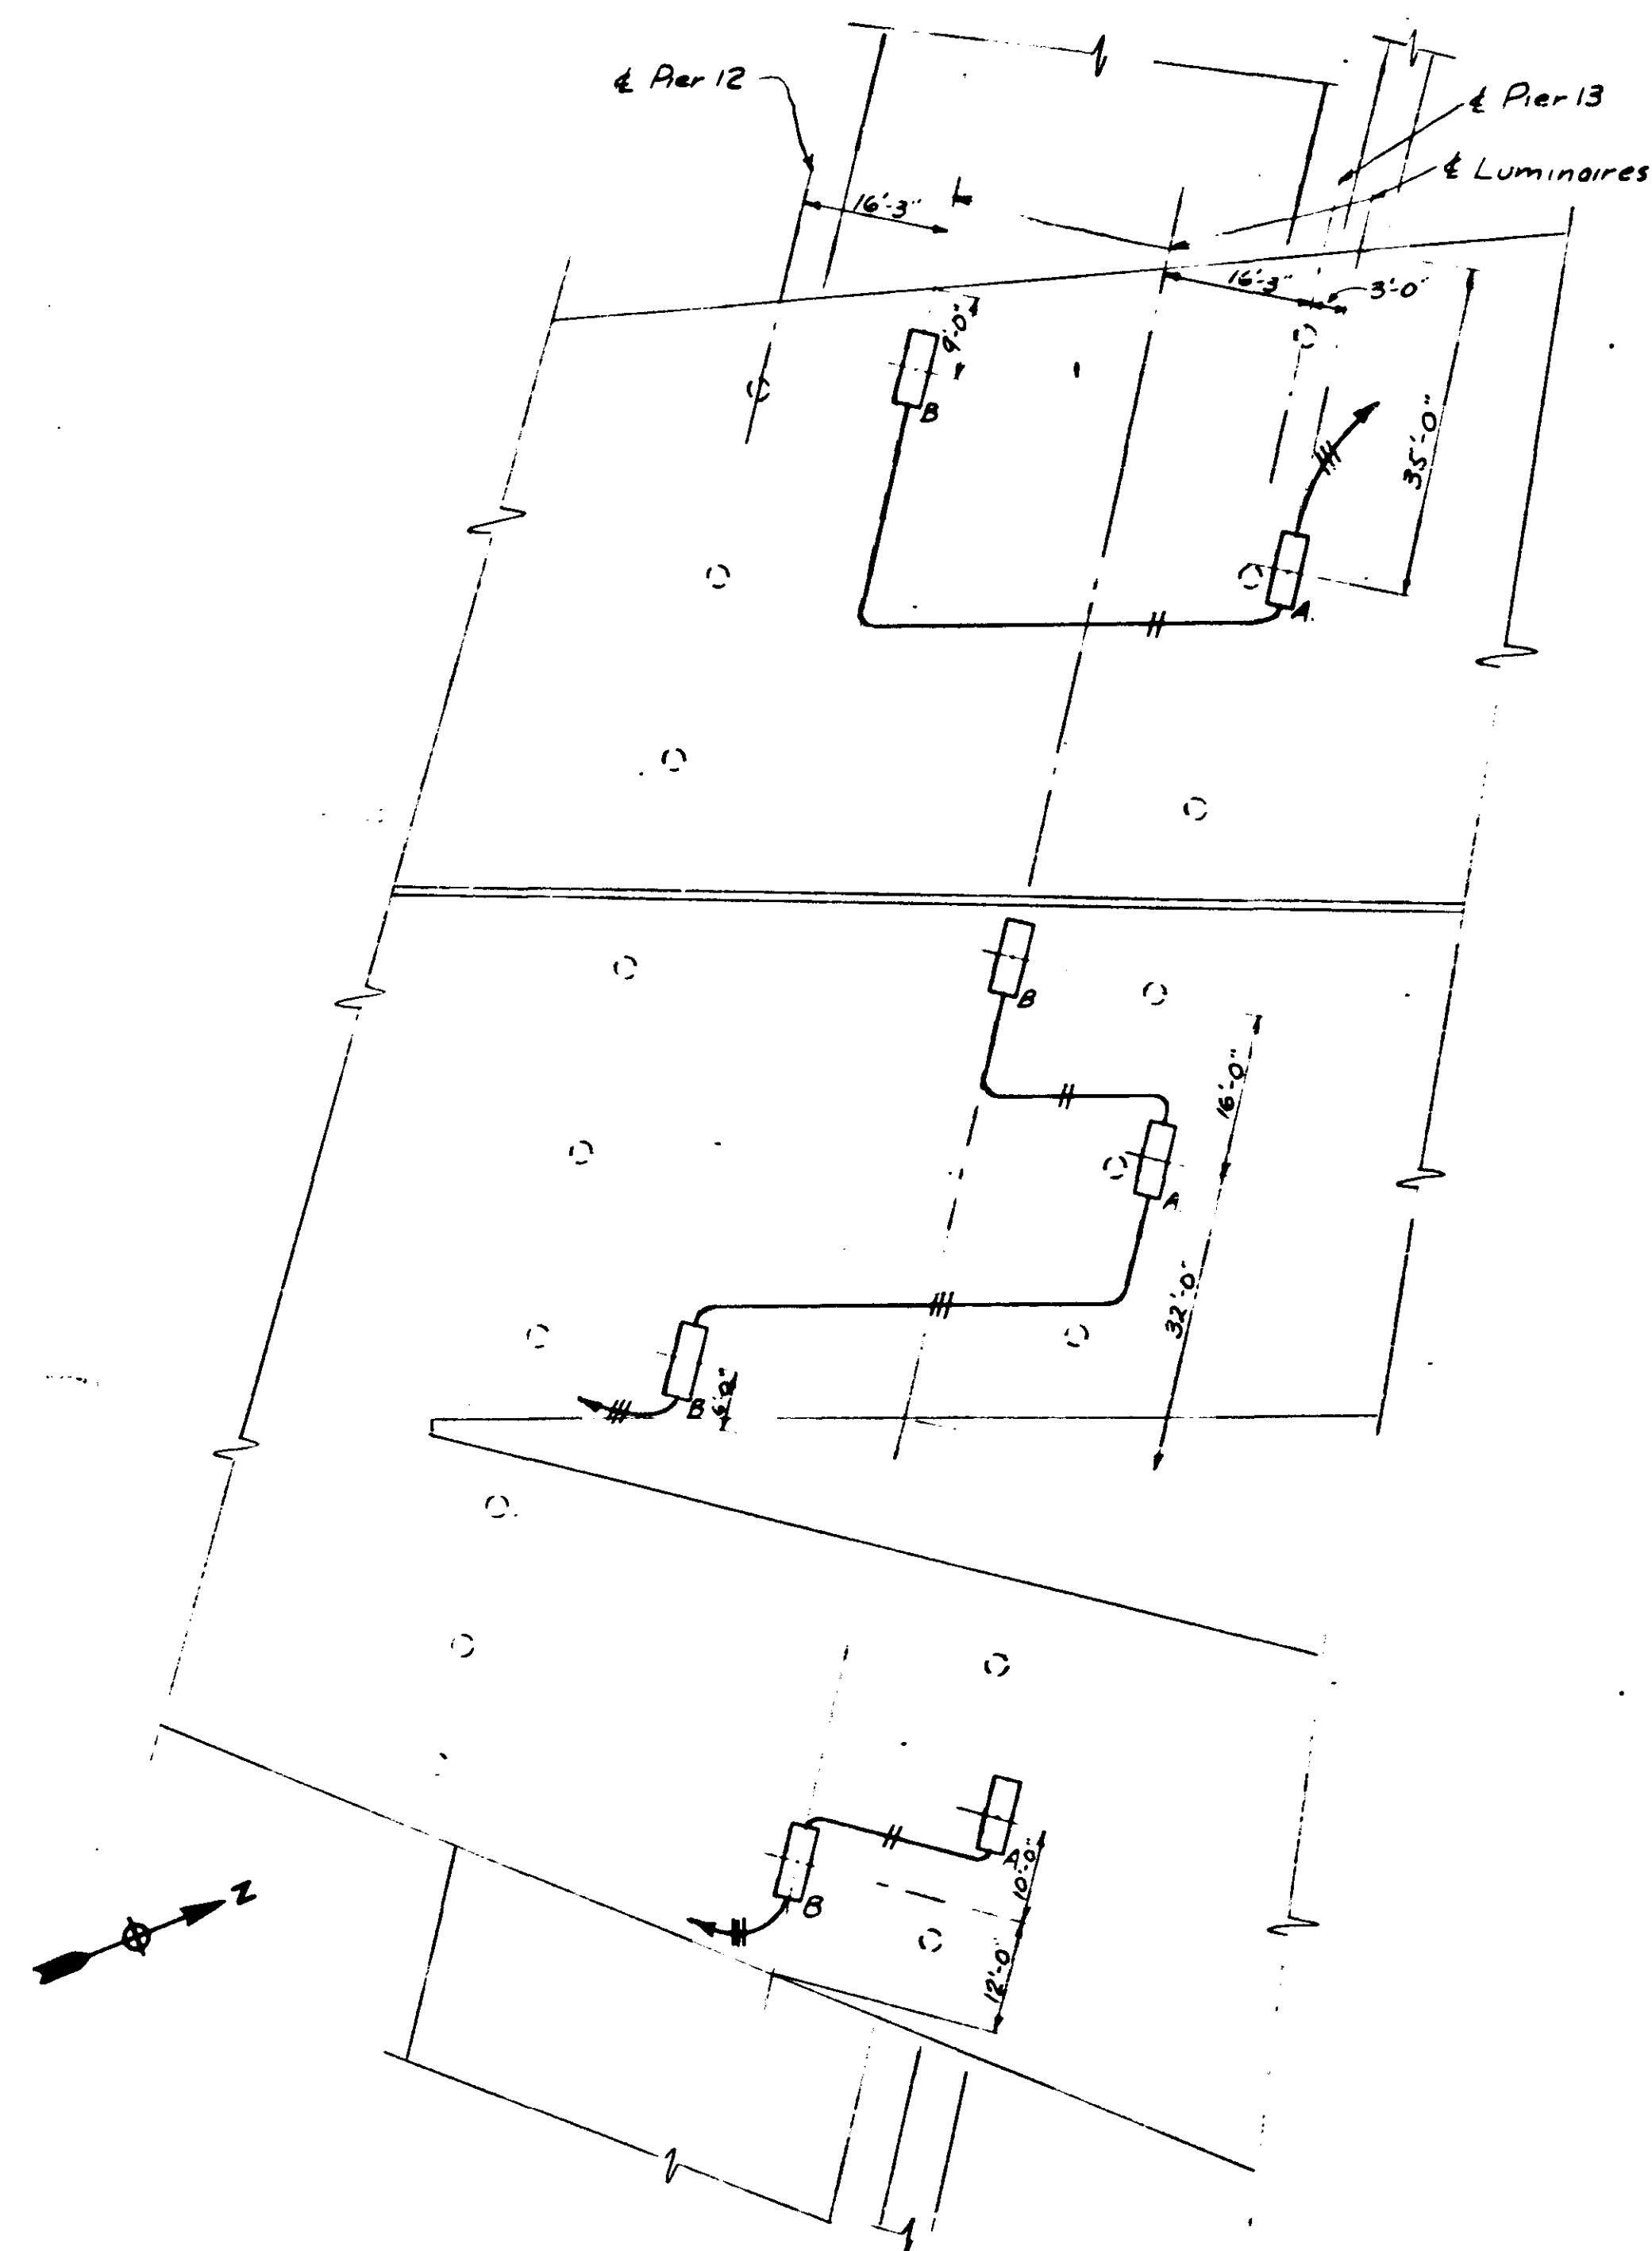 ℄ Pier 12
℄ Pier 13
℄ Luminaires
16'-3"
16'-3"
3'-0"
9'-0"
B
35'-0"
A
B
16'-0"
A
32'-0"
B
6'-0"
A
10'-0"
B
12'-0"
N